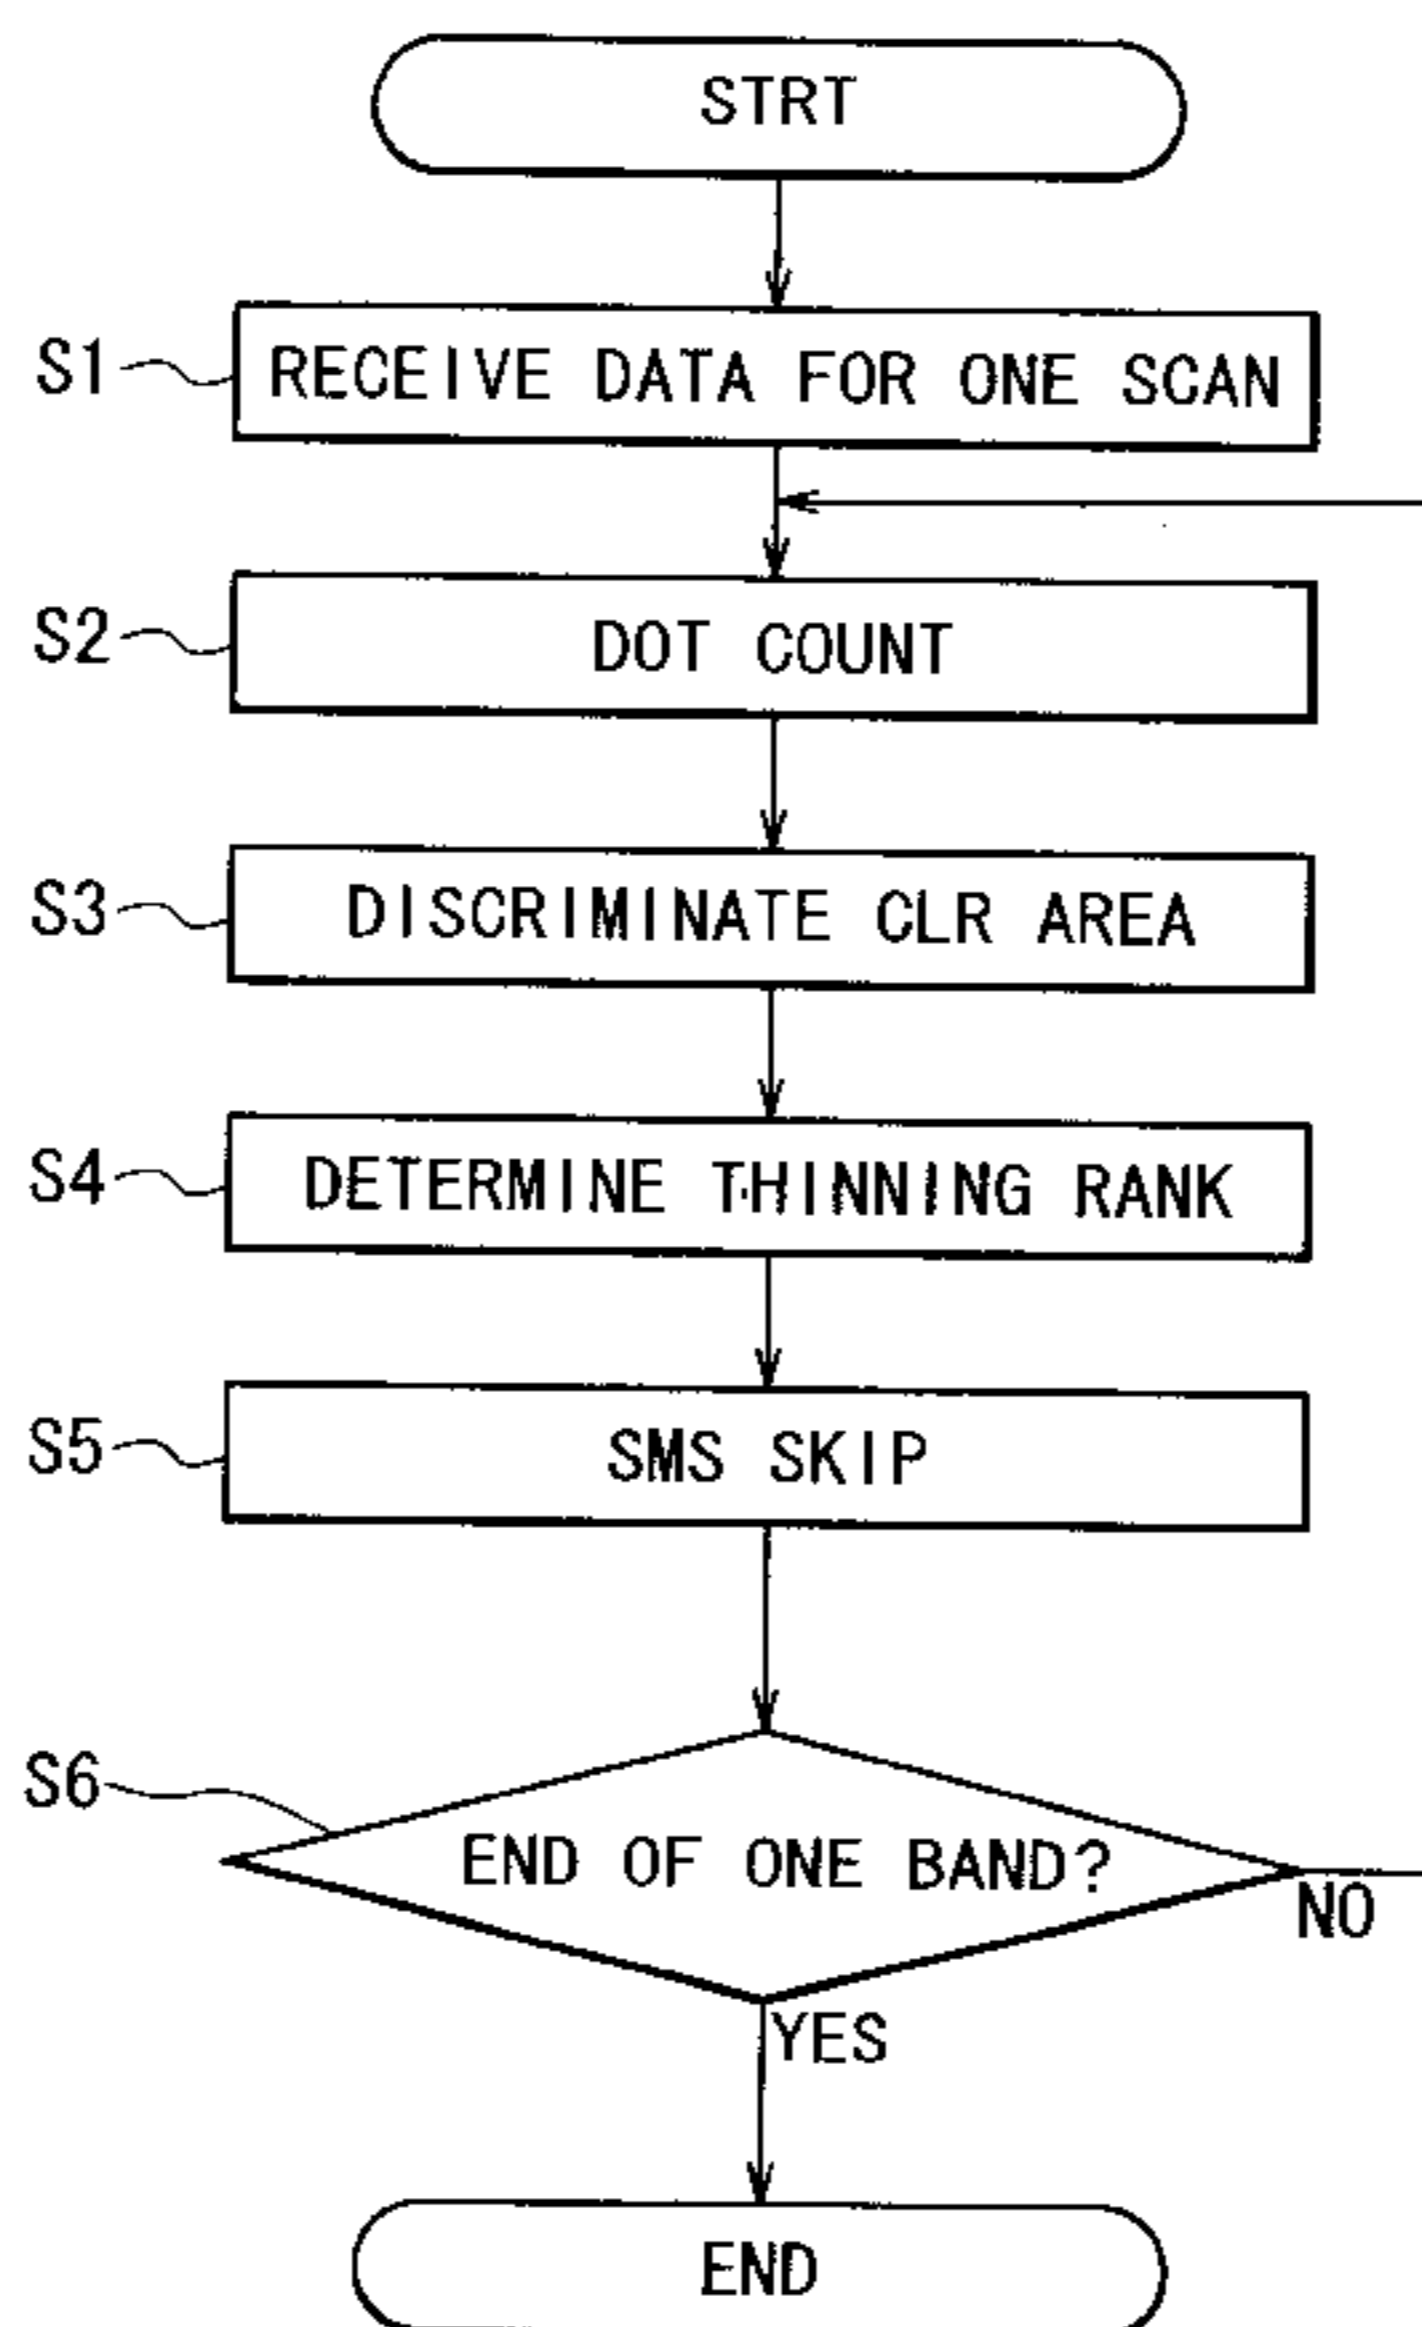 STRT
S1 RECEIVE DATA FOR ONE SCAN
S2 DOT COUNT
S3 DISCRIMINATE CLR AREA
S4 DETERMINE THINNING RANK
S5 SMS SKIP
S6 END OF ONE BAND?
NO
YES
END